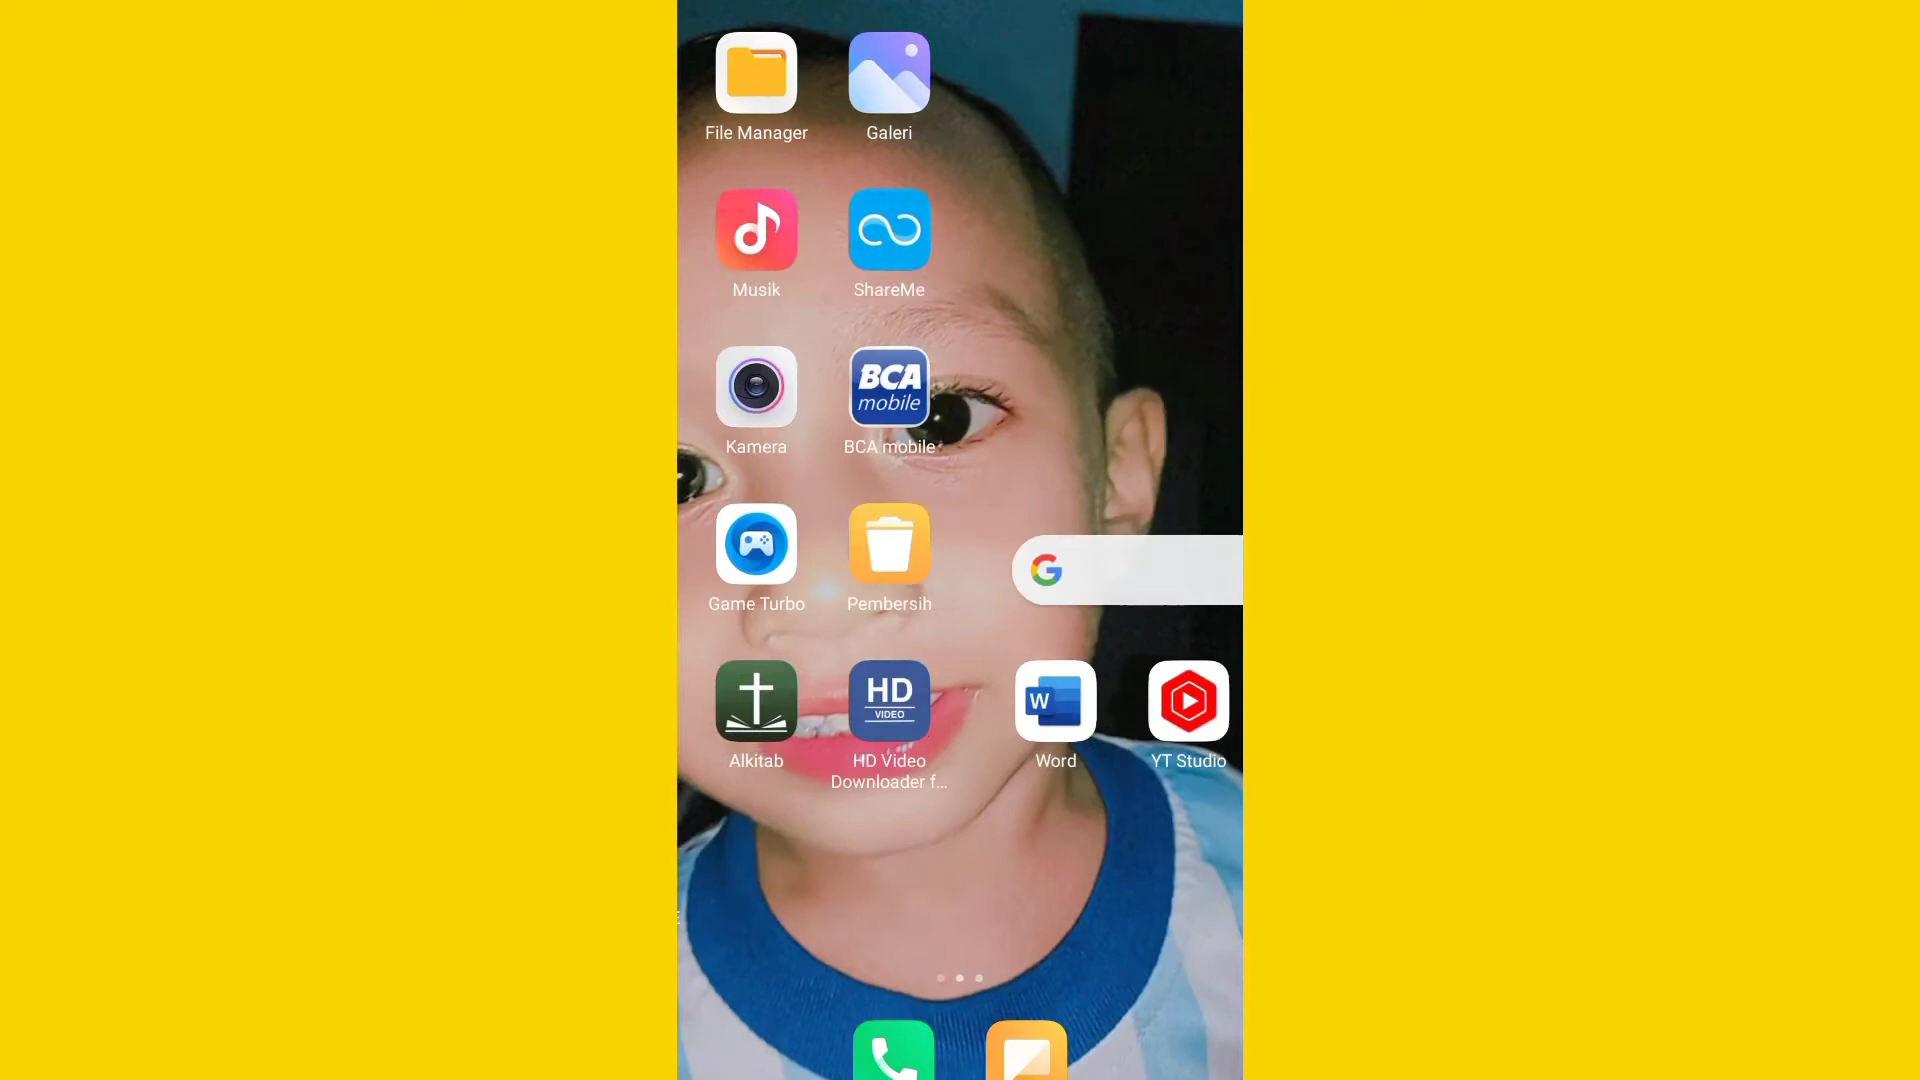 File Manager
Galeri
Musik
ShareMe
BCA
mobile
Kamera
BCA mobile
Game Turbo
Pembersih
HD
VIDEO
W
Alkitab
HD Video
Downloader f...
Word
YT Studio